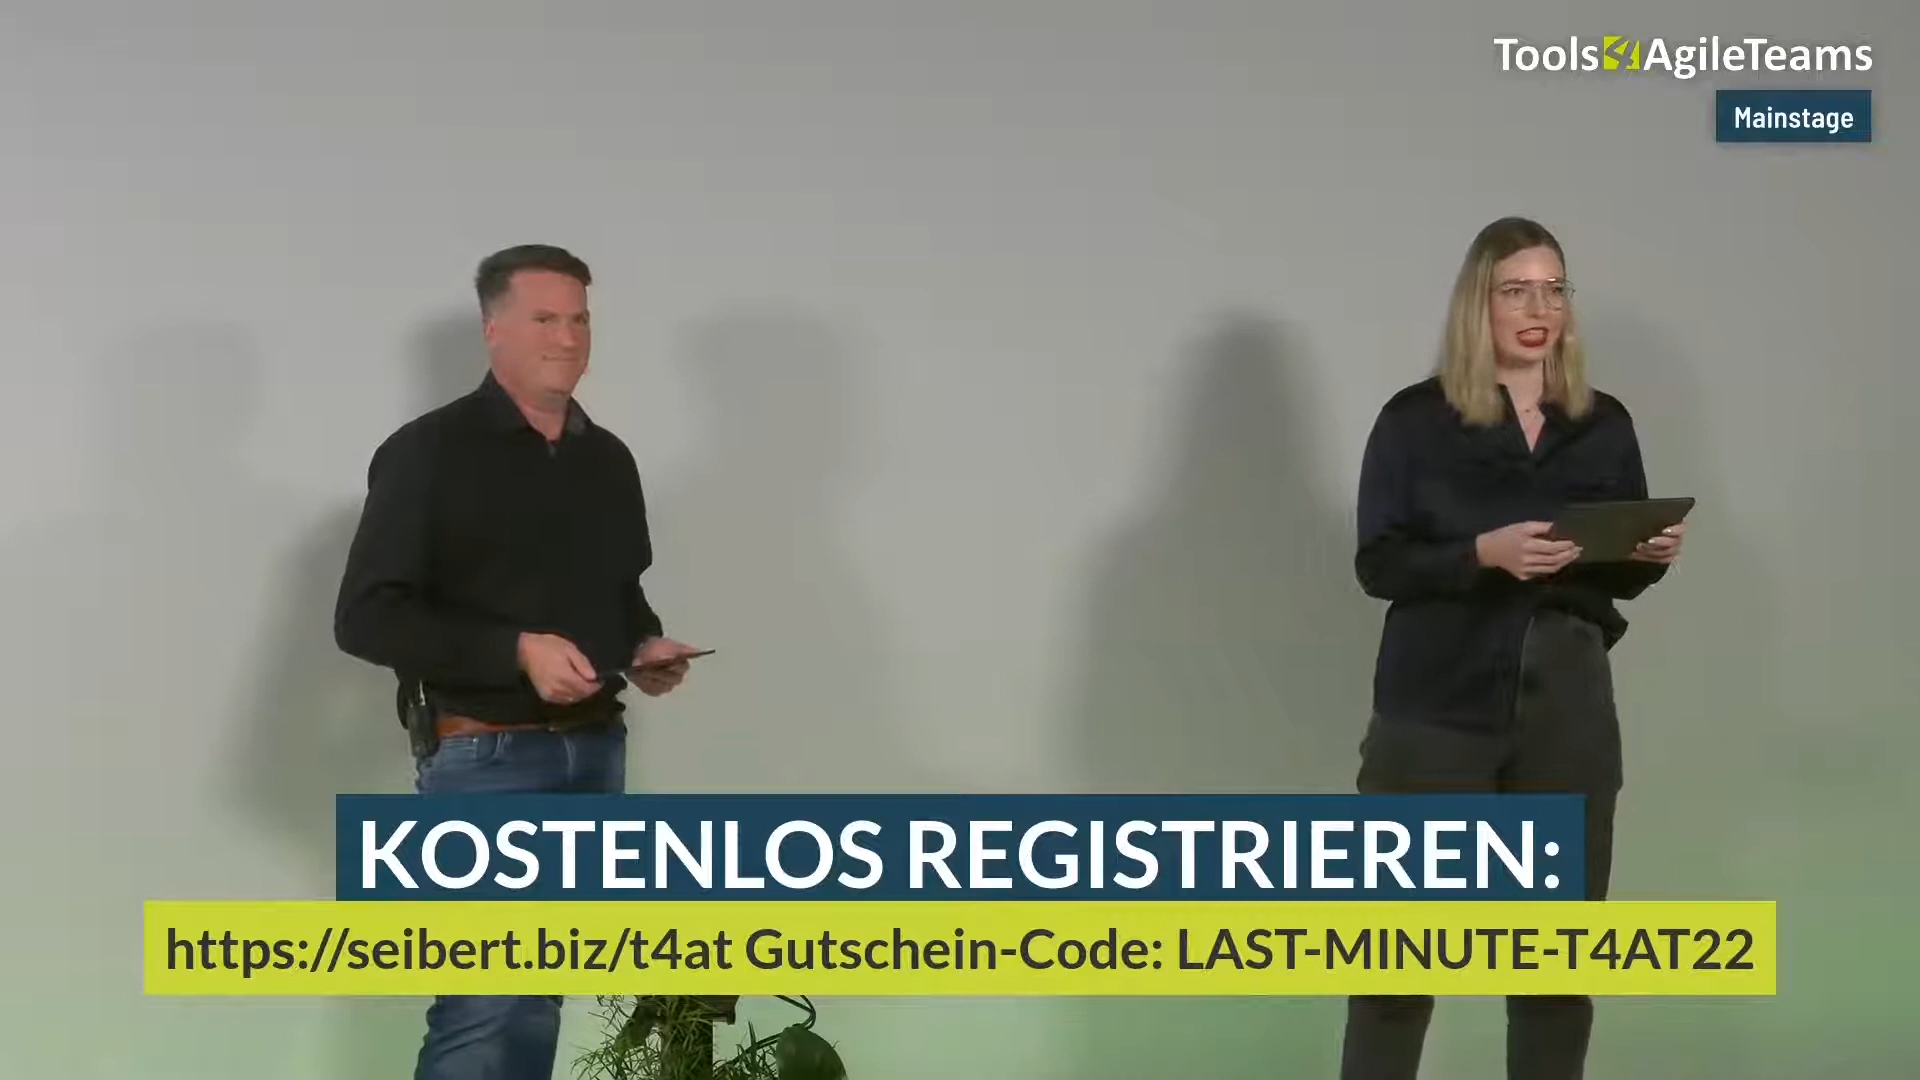 Tools4AgileTeams
Mainstage
KOSTENLOS REGISTRIEREN:
https://seibert.biz/t4at Gutschein-Code: LAST-MINUTE-T4AT22